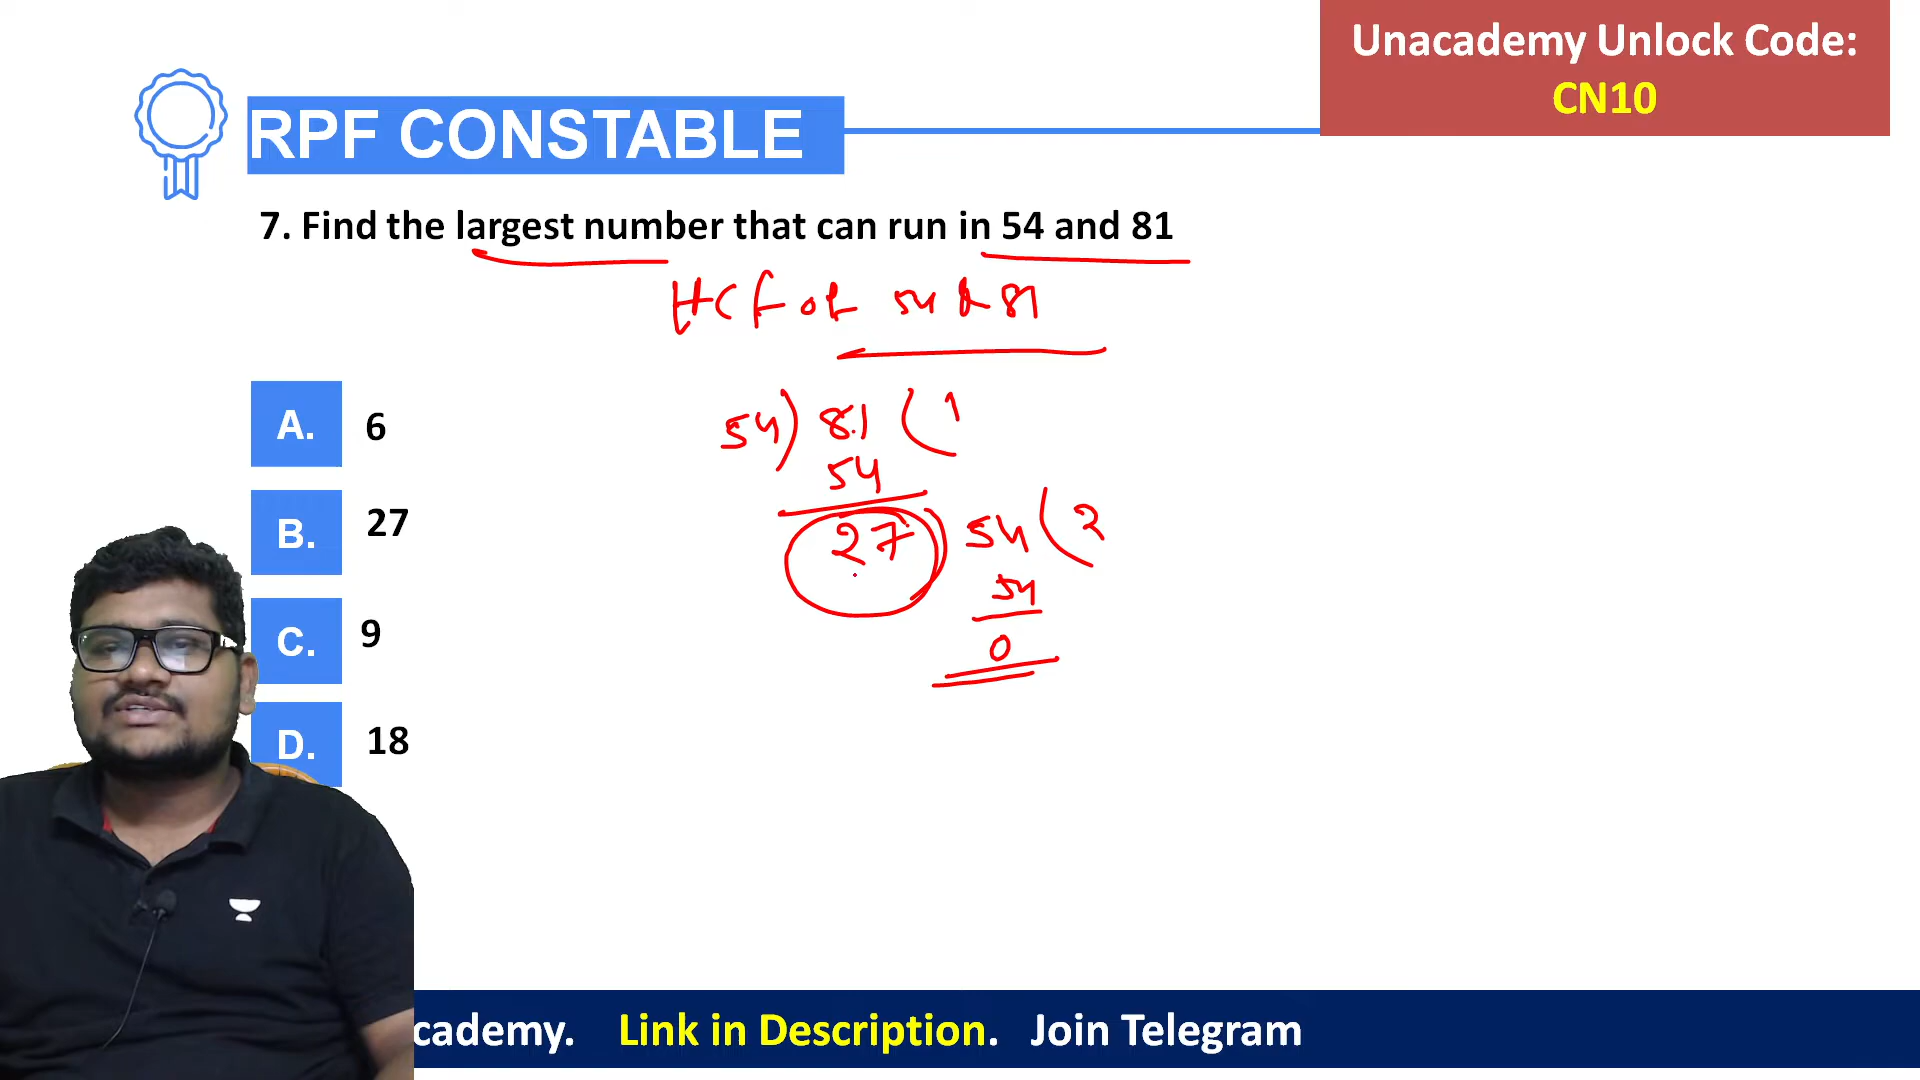 Unacademy Unlock Code:
CN10
RPF CONSTABLE
7. Find the largest number that can run in 54 and 81
HCF of 54 & 81
A. 6
54) 81 (1
54
B. 27
27) 54 (2
54
C. 9
0
D. 18
cademy. Link in Description. Join Telegram